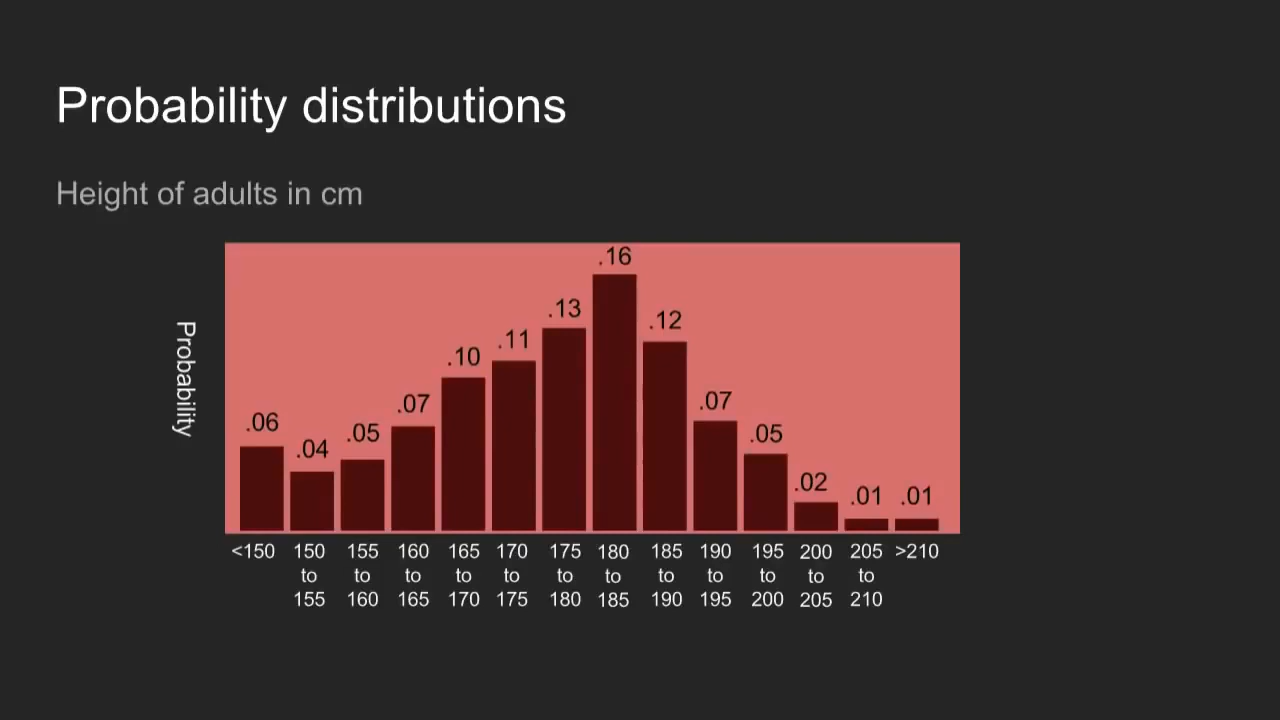 Probability distributions
Height of adults in cm
Probability
.06
.04
.05
.07
.10
.11
.13
.16
.12
.07
.05
.02
.01
.01
<150
150 to 155
155 to 160
160 to 165
165 to 170
170 to 175
175 to 180
180 to 185
185 to 190
190 to 195
195 to 200
200 to 205
205 to 210
>210